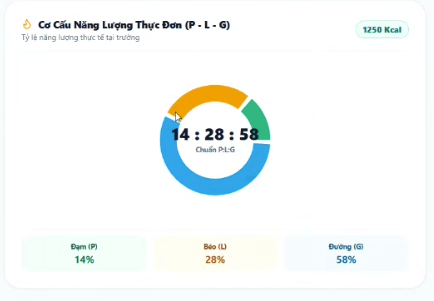 Cơ Cấu Năng Lượng Thực Đơn (P - L - G)
Tỷ lệ năng lượng thực tế tại trường
1250 Kcal
14 : 28 : 58
Chuẩn P:L:G
Đạm (P)
14%
Béo (L)
28%
Đường (G)
58%